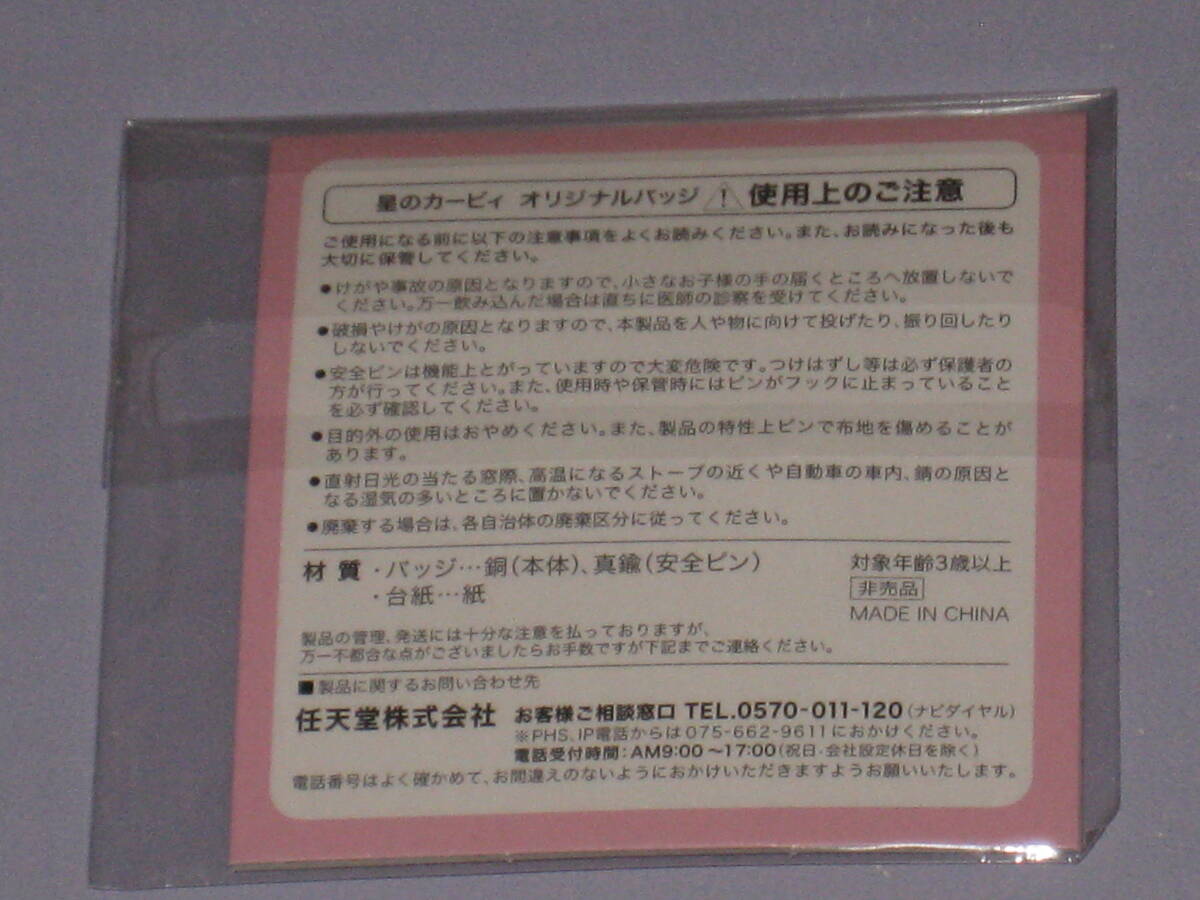 星のカービィ オリジナルバッジ ⚠ 使用上のご注意
ご使用になる前に以下の注意事項をよくお読みください。また、お読みになった後も
大切に保管してください。
●けがや事故の原因となりますので、小さなお子様の手の届くところへ放置しないで
ください。万一飲み込んだ場合は直ちに医師の診察を受けてください。
●破損やけがの原因となりますので、本製品を人や物に向けて投げたり、振り回したり
しないでください。
●安全ピンは機能上とがっていますので大変危険です。つけはずし等は必ず保護者の
方が行ってください。また、使用時や保管時にはピンがフックに止まっていること
を必ず確認してください。
●目的外の使用はおやめください。また、製品の特性上ピンで布地を傷めることが
あります。
●直射日光の当たる窓際、高温になるストーブの近くや自動車の車内、錆の原因と
なる湿気の多いところに置かないでください。
●廃棄する場合は、各自治体の廃棄区分に従ってください。
材質 ・バッジ…銅(本体)、真鍮(安全ピン) 対象年齢3歳以上
・台紙…紙 非売品
MADE IN CHINA
製品の管理、発送には十分な注意を払っておりますが、
万一不都合な点がございましたらお手数ですが下記までご連絡ください。
■製品に関するお問い合わせ先
任天堂株式会社 お客様ご相談窓口 TEL.0570-011-120(ナビダイヤル)
※PHS、IP電話からは075-662-9611におかけください。
電話受付時間:AM9:00～17:00(祝日・会社設定休日を除く)
電話番号はよく確かめて、お間違えのないようにおかけいただきますようお願いいたします。